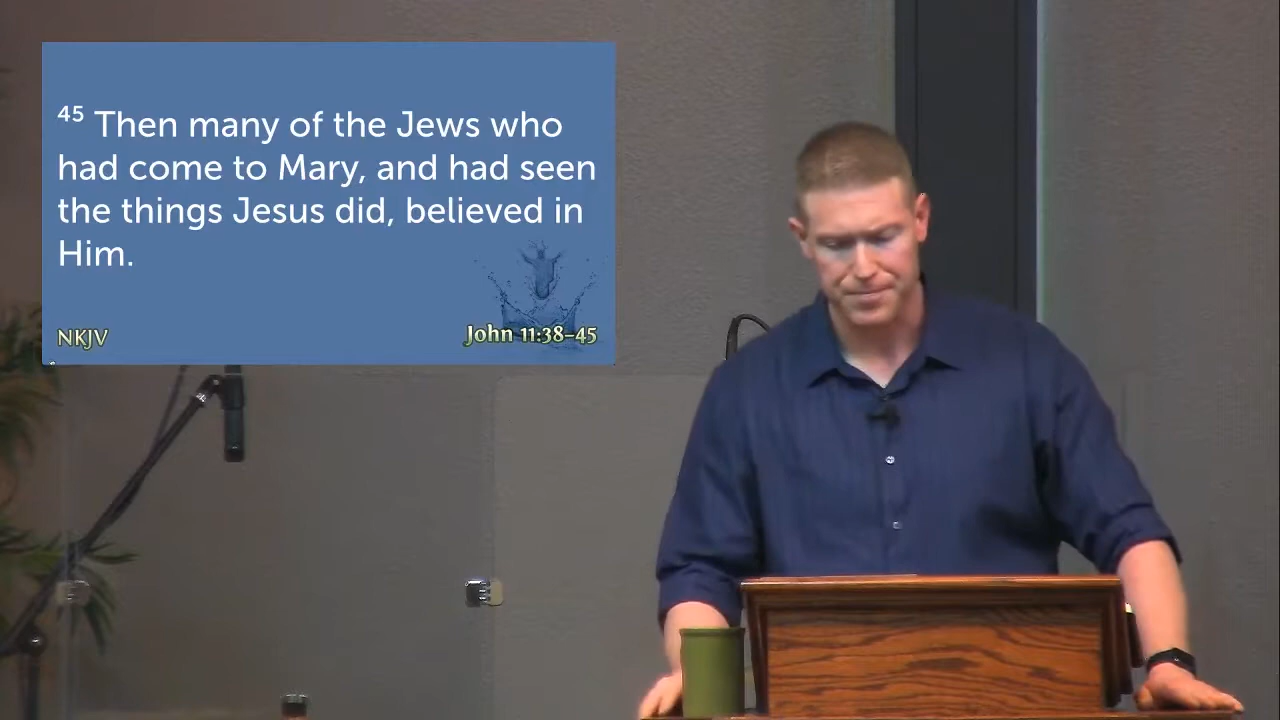 45 Then many of the Jews who
had come to Mary, and had seen
the things Jesus did, believed in
Him.
NKJV
John 11:38-45